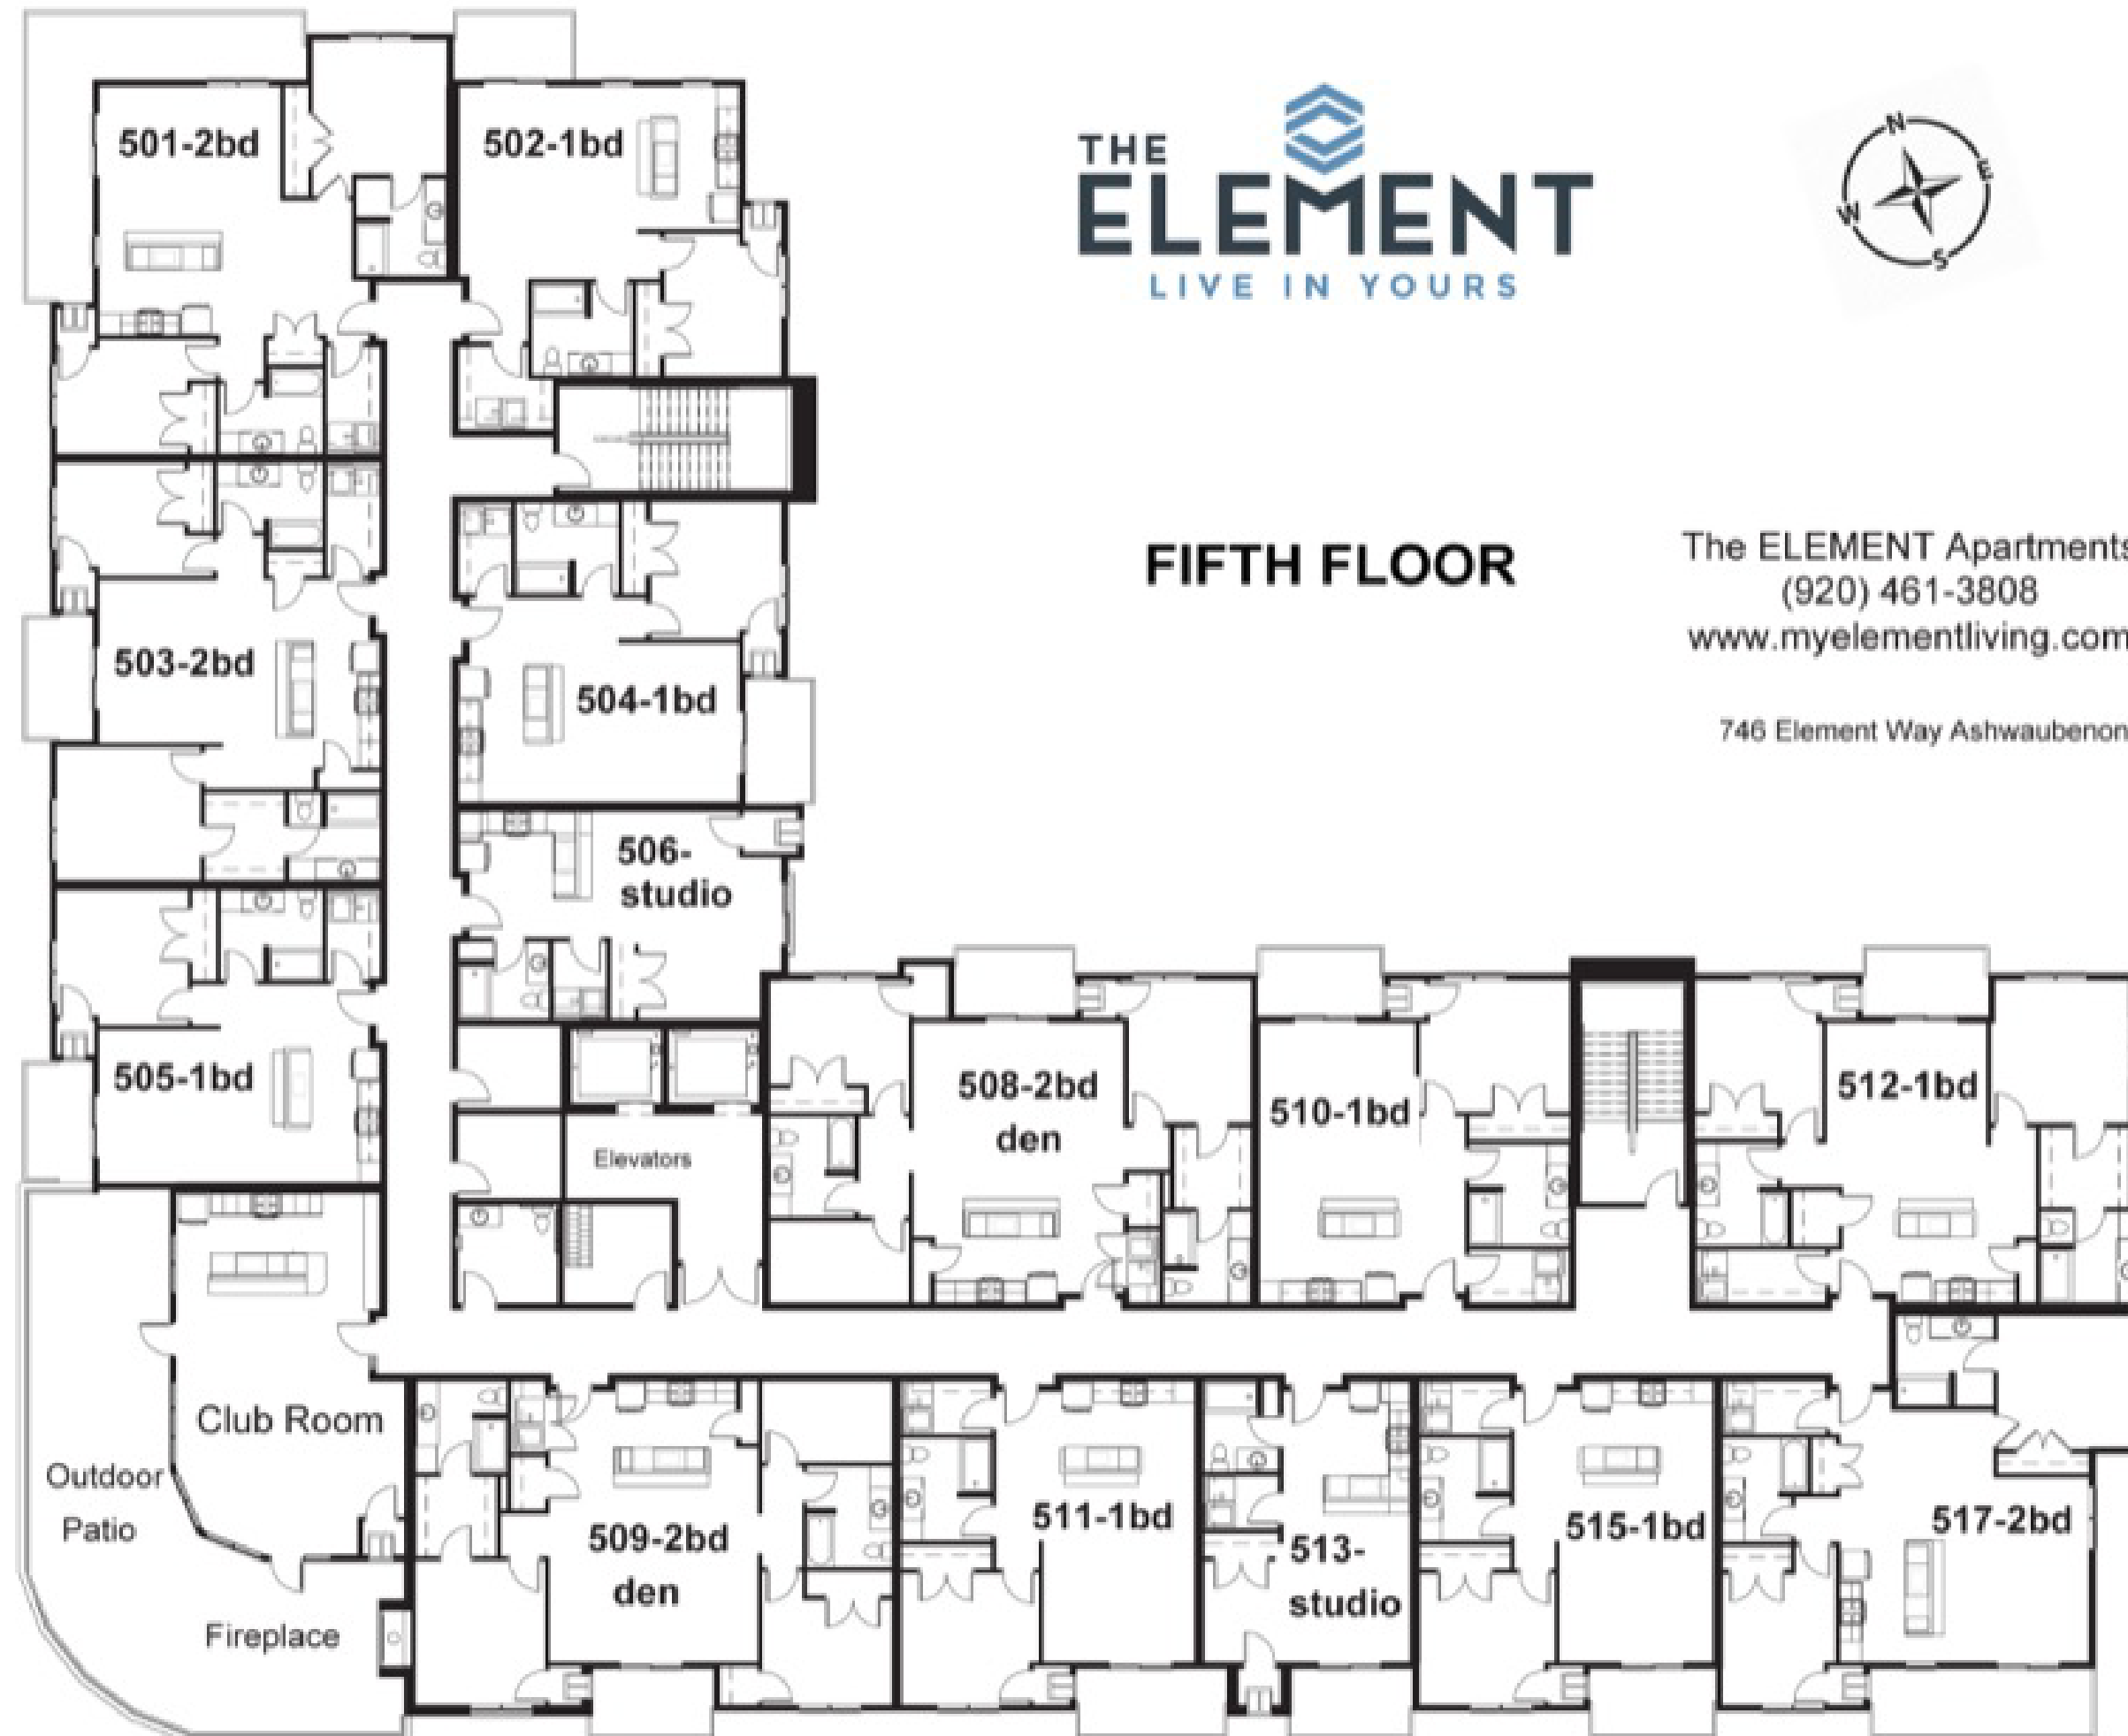 501-2bd
502-1bd
THE
ELEMENT
LIVE IN YOURS
N
E
W
S
FIFTH FLOOR
The ELEMENT Apartments
(920) 461-3808
www.myelementliving.com
746 Element Way Ashwaubenon
503-2bd
504-1bd
506-
studio
505-1bd
Elevators
508-2bd
den
510-1bd
512-1bd
Club Room
Outdoor
Patio
Fireplace
509-2bd
den
511-1bd
513-
studio
515-1bd
517-2bd